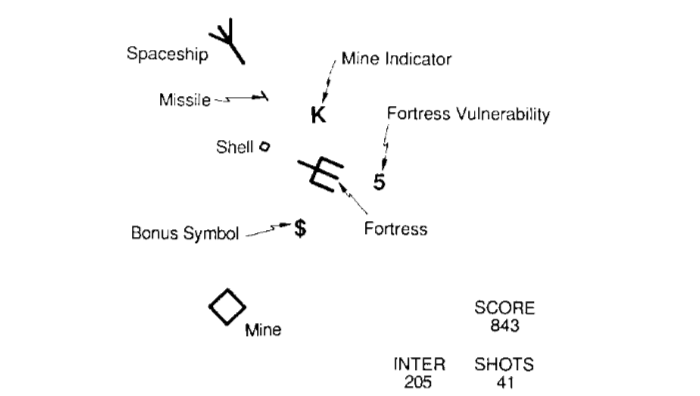 Spaceship
Mine Indicator
Missile
K
Fortress Vulnerability
Shell
5
Bonus Symbol
$
Fortress
Mine
SCORE
843
INTER
205
SHOTS
41